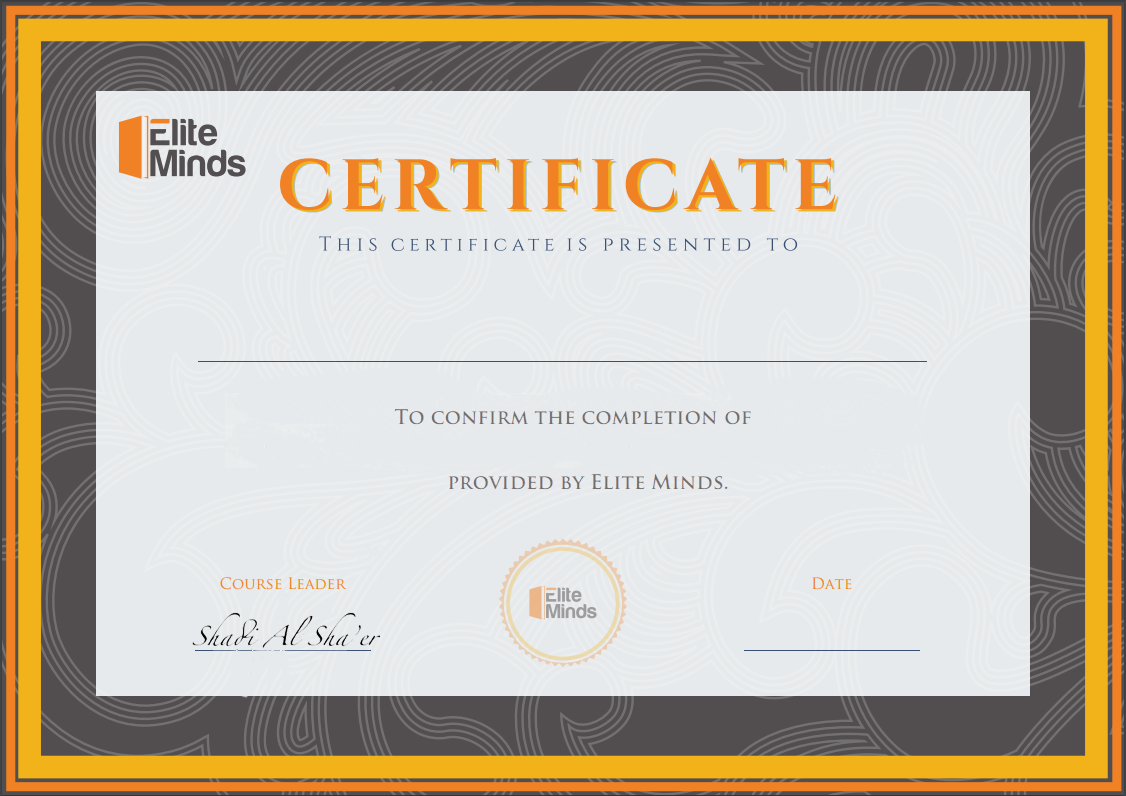 Elite
Minds
CERTIFICATE
THIS CERTIFICATE IS PRESENTED TO
TO CONFIRM THE COMPLETION OF
PROVIDED BY ELITE MINDS.
COURSE LEADER
DATE
Shadi Al Sha'er
Elite
Minds